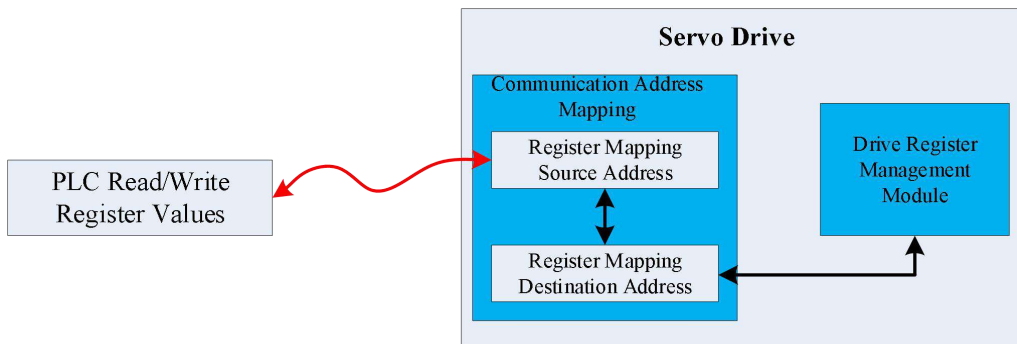 Servo Drive
Communication Address
Mapping
Register Mapping
Source Address
Drive Register
Management
Module
PLC Read/Write
Register Values
Register Mapping
Destination Address